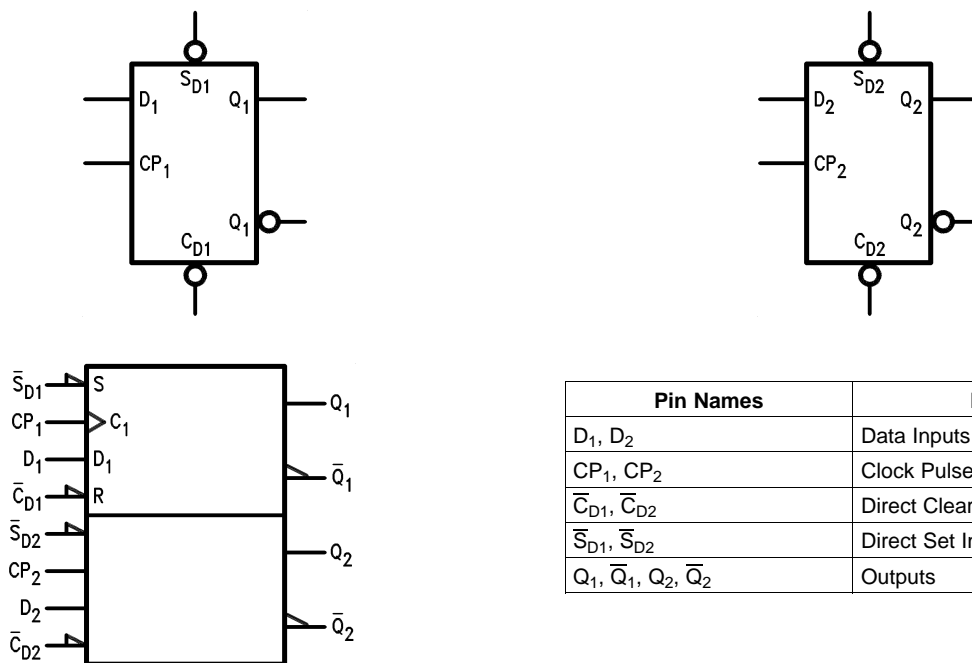 S_D1
D_1 Q_1
CP_1
Q_1
C_D1
S_D2
D_2 Q_2
CP_2
Q_2
C_D2
S̅_D1 S
CP_1 C_1 Q_1
D_1 D_1
C̅_D1 R Q̅_1
S̅_D2
CP_2 Q_2
D_2
C̅_D2 Q̅_2
Pin Names
D_1, D_2 Data Inputs
CP_1, CP_2 Clock Pulse
C̅_D1, C̅_D2 Direct Clear
S̅_D1, S̅_D2 Direct Set
Q_1, Q̅_1, Q_2, Q̅_2 Outputs